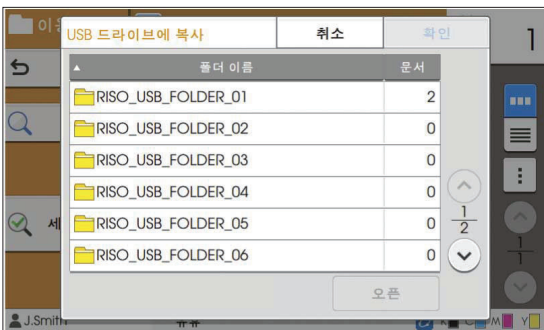 USB 드라이브에 복사 취소 확인 1
폴더 이름 문서
RISO_USB_FOLDER_01 2
RISO_USB_FOLDER_02 0
RISO_USB_FOLDER_03 0
RISO_USB_FOLDER_04 0
RISO_USB_FOLDER_05 0
RISO_USB_FOLDER_06 0
1
2
세
1
1
오픈
J.Smith K C M Y